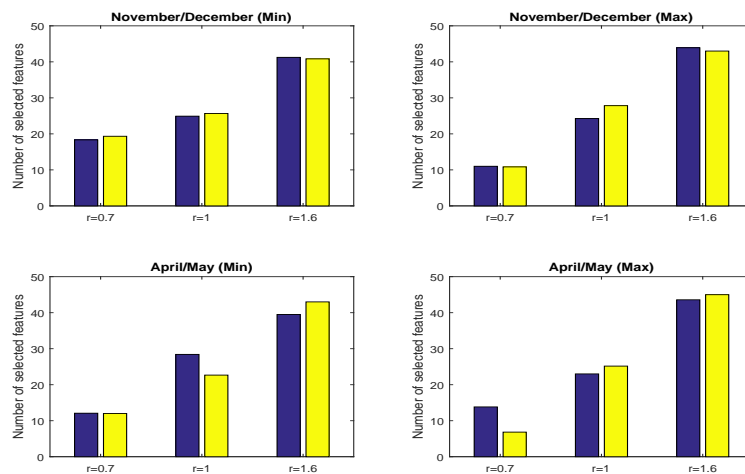 November/December (Min)
Number of selected features
50
40
30
20
10
0
r=0.7
r=1
r=1.6
November/December (Max)
Number of selected features
50
40
30
20
10
0
r=0.7
r=1
r=1.6
April/May (Min)
Number of selected features
50
40
30
20
10
0
r=0.7
r=1
r=1.6
April/May (Max)
Number of selected features
50
40
30
20
10
0
r=0.7
r=1
r=1.6